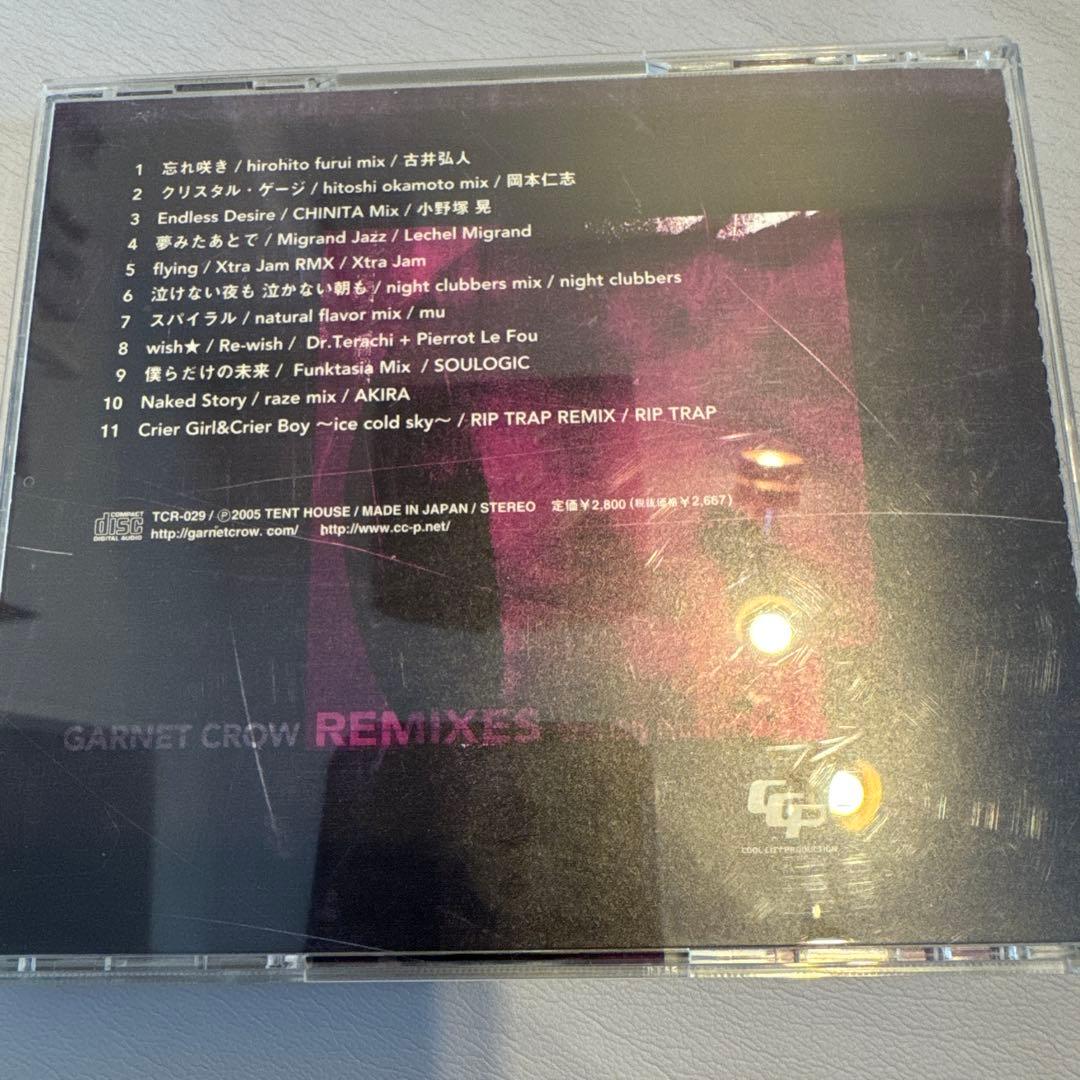 1 忘れ咲き / hirohito furui mix / 古井弘人
2 クリスタル・ゲージ / hitoshi okamoto mix / 岡本仁志
3 Endless Desire / CHINITA Mix / 小野塚 晃
4 夢みたあとで / Migrand Jazz / Lechel Migrand
5 flying / Xtra Jam RMX / Xtra Jam
6 泣けない夜も 泣かない朝も / night clubbers mix / night clubbers
7 スパイラル / natural flavor mix / mu
8 wish★ / Re-wish / Dr.Terachi + Pierrot Le Fou
9 僕らだけの未来 / Funktasia Mix / SOULOGIC
10 Naked Story / raze mix / AKIRA
11 Crier Girl&Crier Boy 〜ice cold sky〜 / RIP TRAP REMIX / RIP TRAP
COMPACT
disc
DIGITAL AUDIO
TCR-029 / ℗2005 TENT HOUSE / MADE IN JAPAN / STEREO 定価¥2,800 (税抜価格¥2,667)
http://garnetcrow. com/ http://www.cc-p.net/
GARNET CROW REMIXES
CCP
COOL CITY PRODUCTION